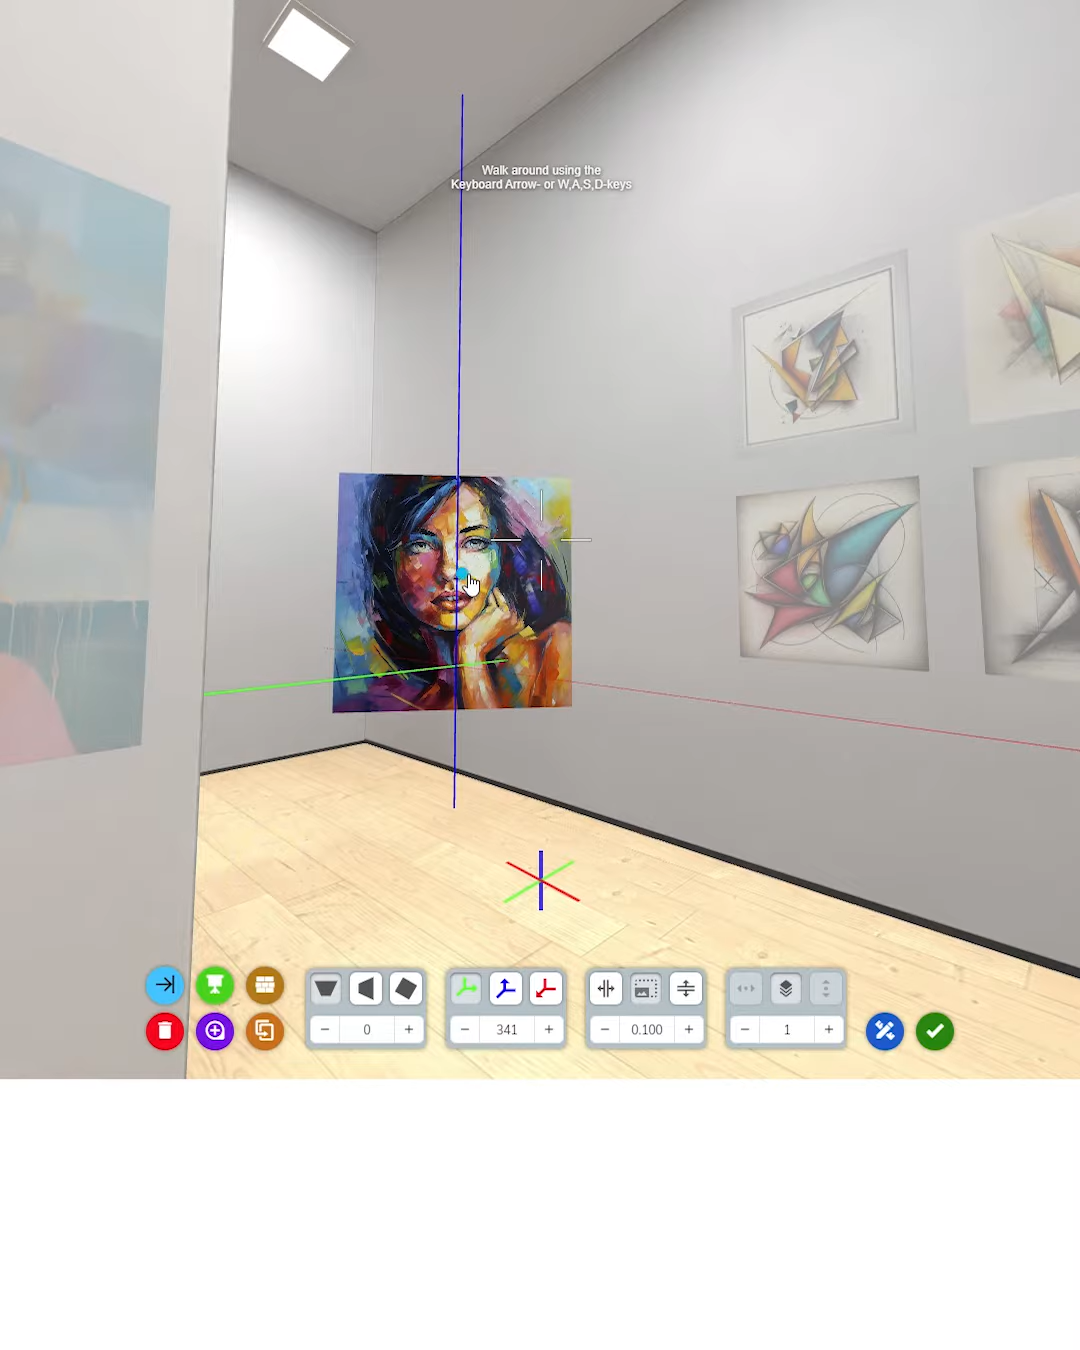 Walk around using the
Keyboard Arrow- or W,A,S,D-keys
− 0 + − 341 + − 0.100 + − 1 +